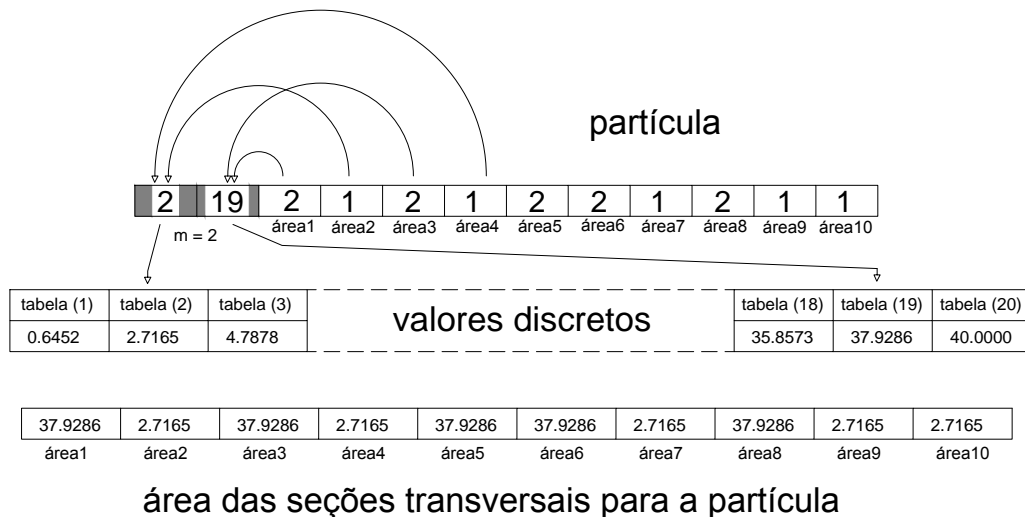 partícula
2 19 2 1 2 1 2 2 1 2 1 1
área1 área2 área3 área4 área5 área6 área7 área8 área9 área10
m = 2
tabela (1) tabela (2) tabela (3) tabela (18) tabela (19) tabela (20)
valores discretos
0.6452 2.7165 4.7878 35.8573 37.9286 40.0000
37.9286 2.7165 37.9286 2.7165 37.9286 37.9286 2.7165 37.9286 2.7165 2.7165
área1 área2 área3 área4 área5 área6 área7 área8 área9 área10
área das seções transversais para a partícula